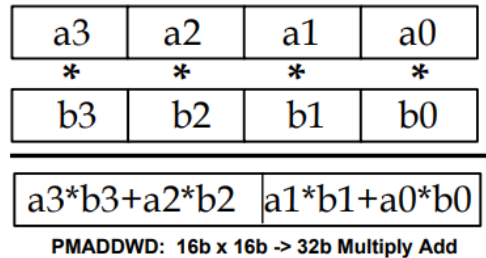 a3 a2 a1 a0
* * * *
b3 b2 b1 b0
a3*b3+a2*b2 a1*b1+a0*b0
PMADDWD: 16b x 16b -> 32b Multiply Add